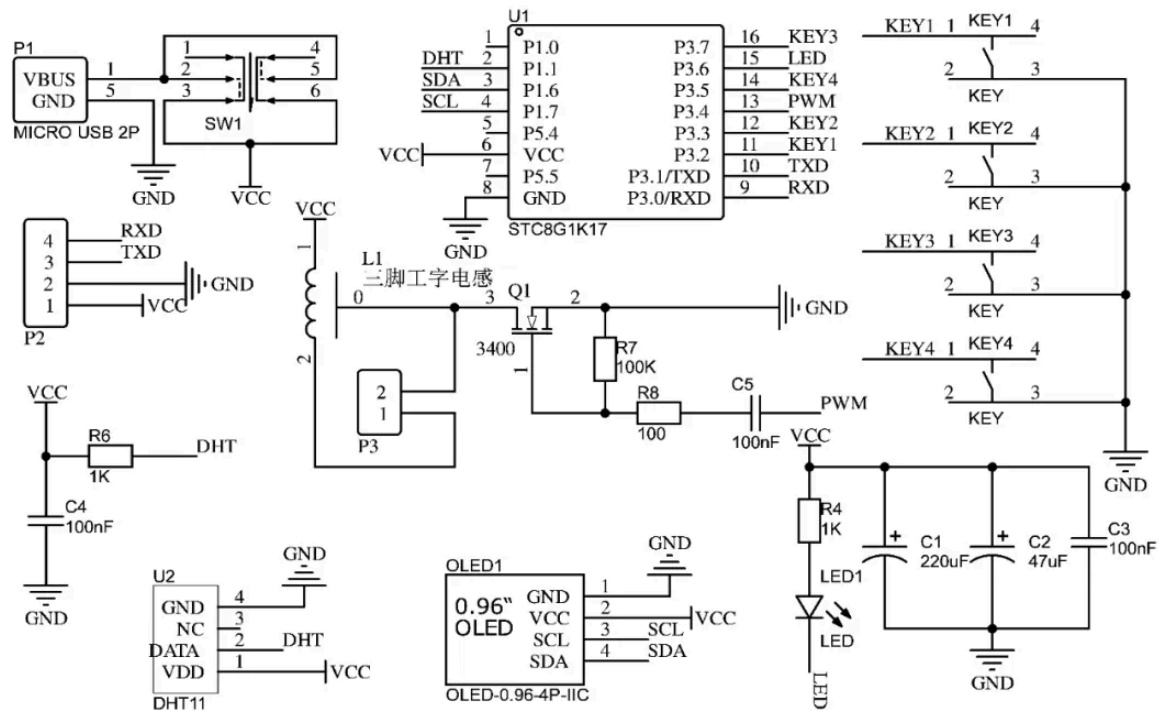 P1
VBUS
GND
1
5
MICRO USB 2P
1
2
3
4
5
6
SW1
GND
VCC
U1
1 P1.0
DHT 2 P1.1
SDA 3 P1.6
SCL 4 P1.7
5 P5.4
VCC 6 VCC
7 P5.5
8 GND
P3.7 16 KEY3
P3.6 15 LED
P3.5 14 KEY4
P3.4 13 PWM
P3.3 12 KEY2
P3.2 11 KEY1
P3.1/TXD 10 TXD
P3.0/RXD 9 RXD
GND
STC8G1K17
KEY1 1 KEY1 4
2 3
KEY
KEY2 1 KEY2 4
2 3
KEY
KEY3 1 KEY3 4
2 3
KEY
KEY4 1 KEY4 4
2 3
KEY
GND
4 RXD
3 TXD
2 GND
1 VCC
P2
VCC
1
L1
三脚工字电感
0
2
3 Q1 2
3400
1
GND
R7
100K
R8
100
C5
100nF
PWM
2
1
P3
VCC
R6
1K
DHT
C4
100nF
GND
VCC
R4
1K
LED1
LED
LED
C1
220uF
C2
47uF
C3
100nF
GND
U2
GND 4 GND
NC 3
DATA 2 DHT
VDD 1 VCC
DHT11
OLED1
0.96"
OLED
GND 1 GND
VCC 2 VCC
SCL 3 SCL
SDA 4 SDA
OLED-0.96-4P-IIC